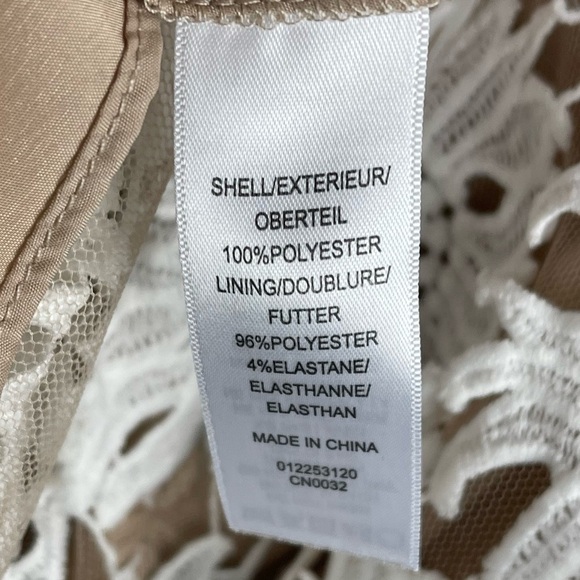 SHELL/EXTERIEUR/
OBERTEIL
100%POLYESTER
LINING/DOUBLURE/
FUTTER
96%POLYESTER
4%ELASTANE/
ELASTHANNE/
ELASTHAN
MADE IN CHINA
012253120
CN0032